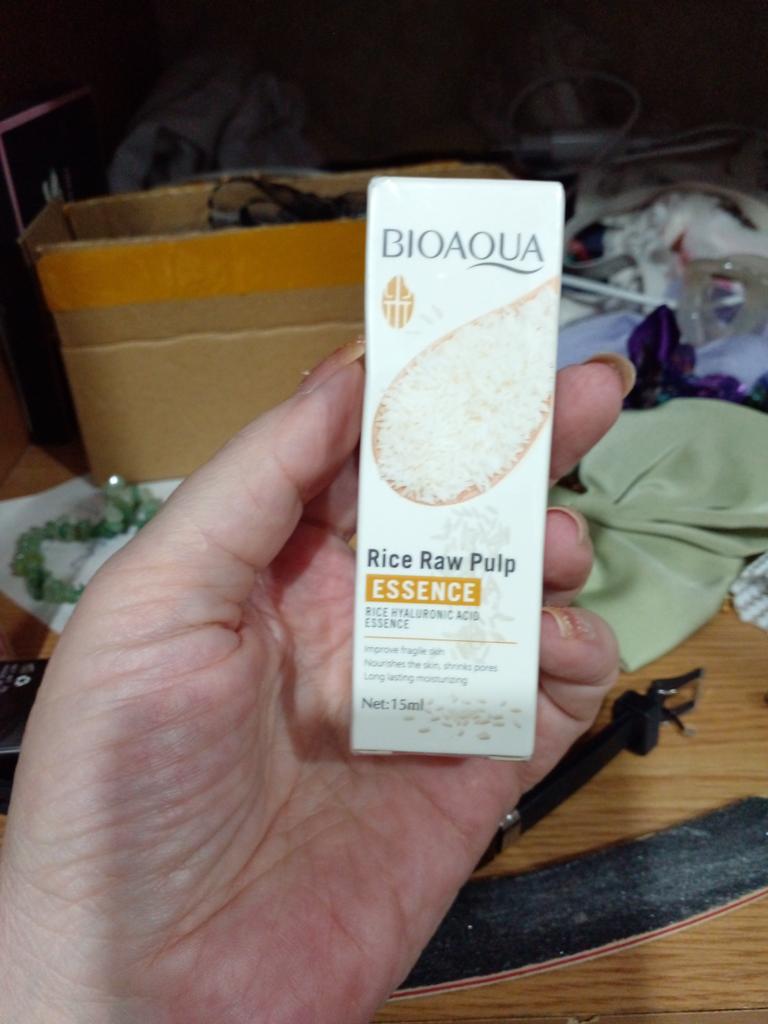 BIOAQUA
Rice Raw Pulp
ESSENCE
RICE HYALURONIC ACID
ESSENCE
Improve fragile skin
Nourishes the skin, shrinks pores
Long lasting moisturizing
Net:15ml